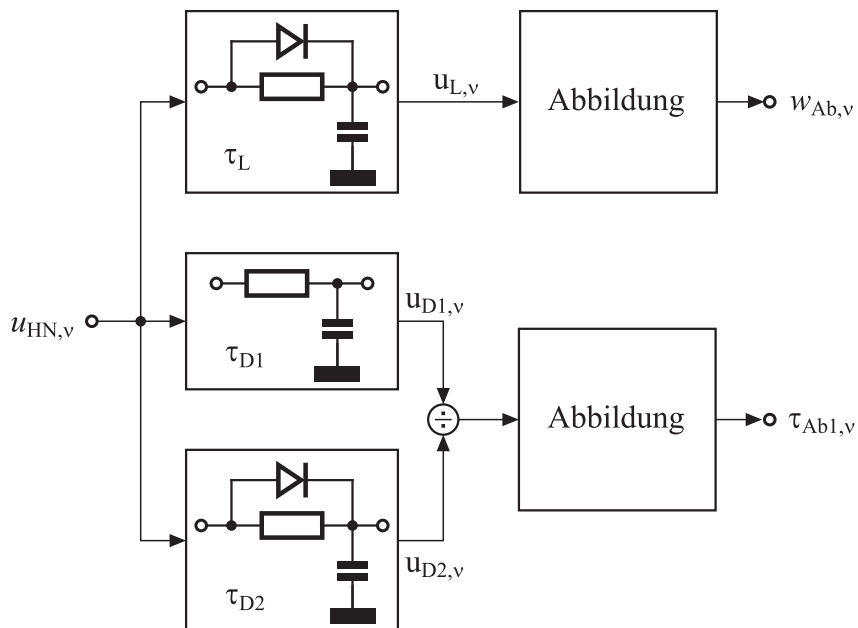 τL
uL,ν
Abbildung
wAb,ν
uHN,ν
τD1
uD1,ν
÷
Abbildung
τAb1,ν
τD2
uD2,ν